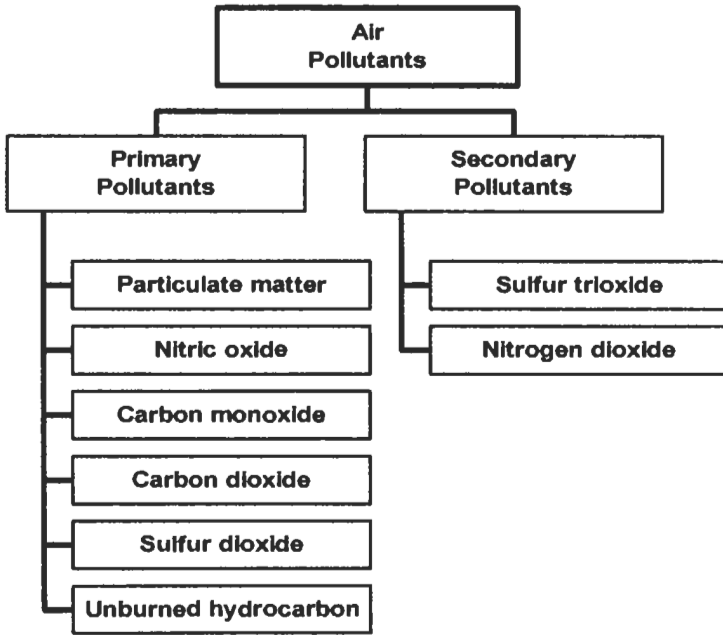 Air
Pollutants
Primary
Pollutants
Secondary
Pollutants
Particulate matter
Nitric oxide
Carbon monoxide
Carbon dioxide
Sulfur dioxide
Unburned hydrocarbon
Sulfur trioxide
Nitrogen dioxide